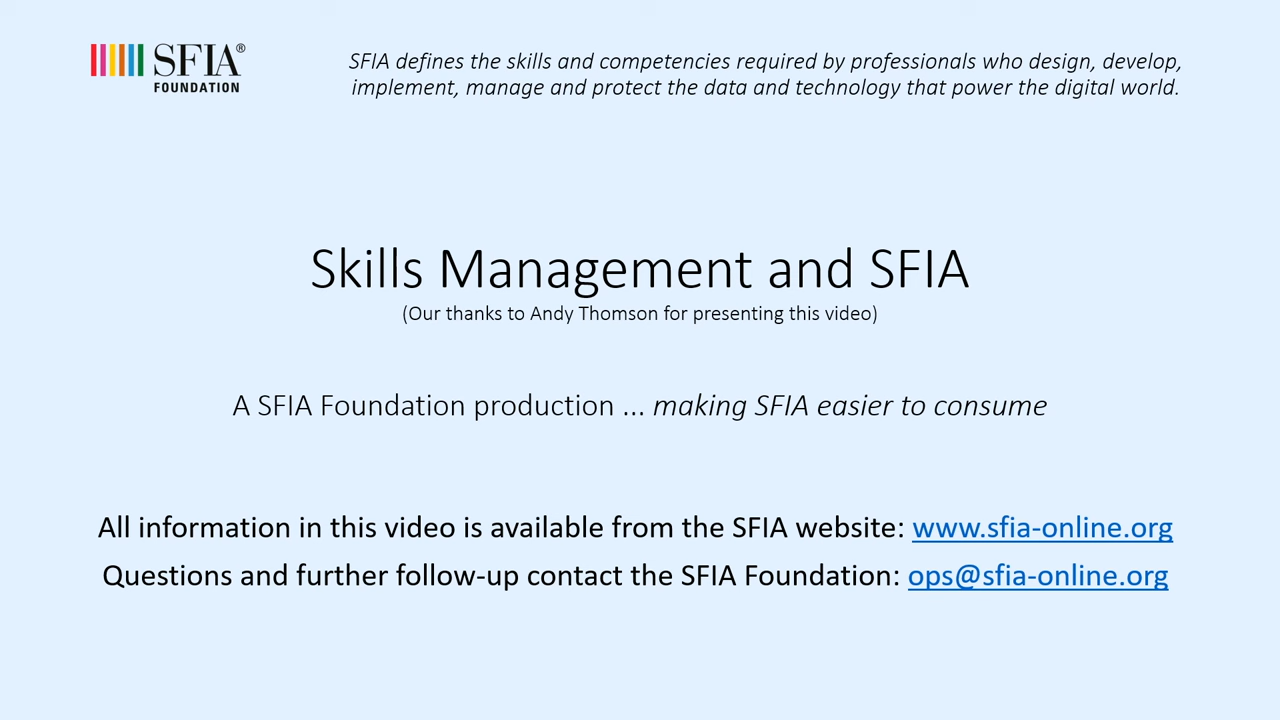 SFIA®
FOUNDATION
SFIA defines the skills and competencies required by professionals who design, develop,
implement, manage and protect the data and technology that power the digital world.
Skills Management and SFIA
(Our thanks to Andy Thomson for presenting this video)
A SFIA Foundation production ... making SFIA easier to consume
All information in this video is available from the SFIA website: www.sfia-online.org
Questions and further follow-up contact the SFIA Foundation: ops@sfia-online.org